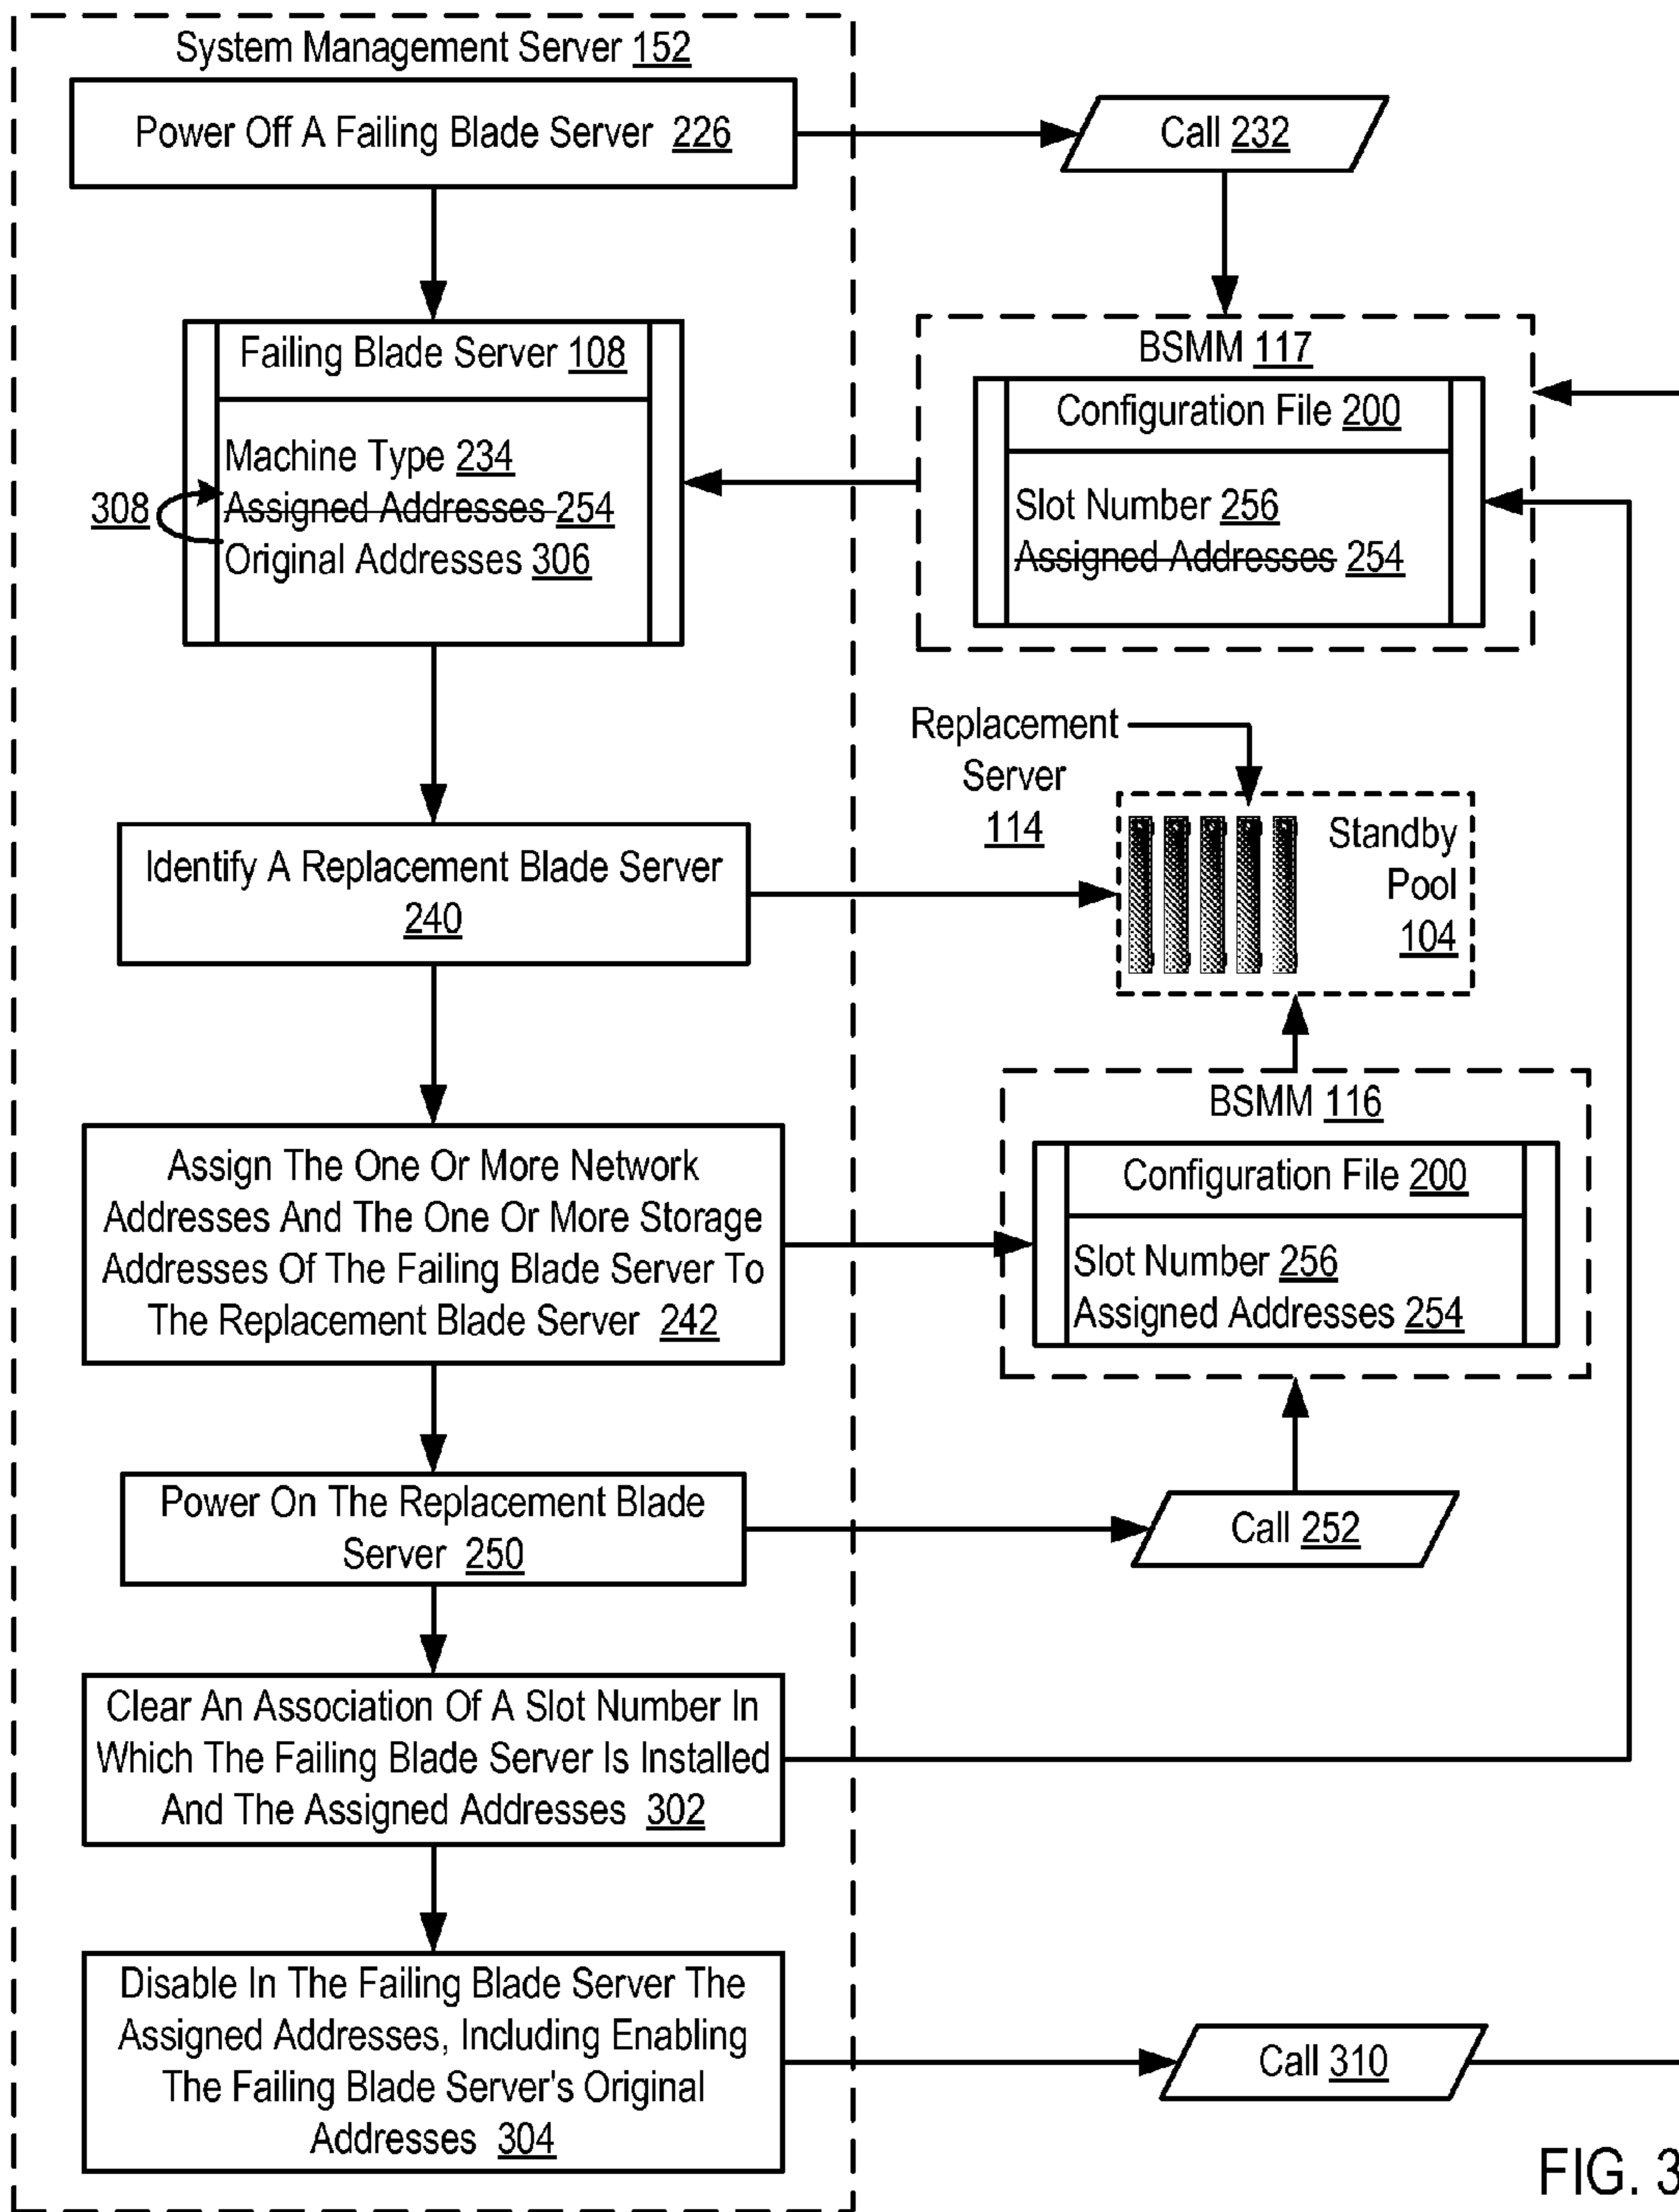 System Management Server 152
Power Off A Failing Blade Server 226
Call 232
Failing Blade Server 108
Machine Type 234
Assigned Addresses 254
Original Addresses 306
308
BSMM 117
Configuration File 200
Slot Number 256
Assigned Addresses 254
Replacement
Server
114
Standby
Pool
104
Identify A Replacement Blade Server
240
BSMM 116
Configuration File 200
Slot Number 256
Assigned Addresses 254
Assign The One Or More Network
Addresses And The One Or More Storage
Addresses Of The Failing Blade Server To
The Replacement Blade Server 242
Power On The Replacement Blade
Server 250
Call 252
Clear An Association Of A Slot Number In
Which The Failing Blade Server Is Installed
And The Assigned Addresses 302
Disable In The Failing Blade Server The
Assigned Addresses, Including Enabling
The Failing Blade Server's Original
Addresses 304
Call 310
FIG. 3